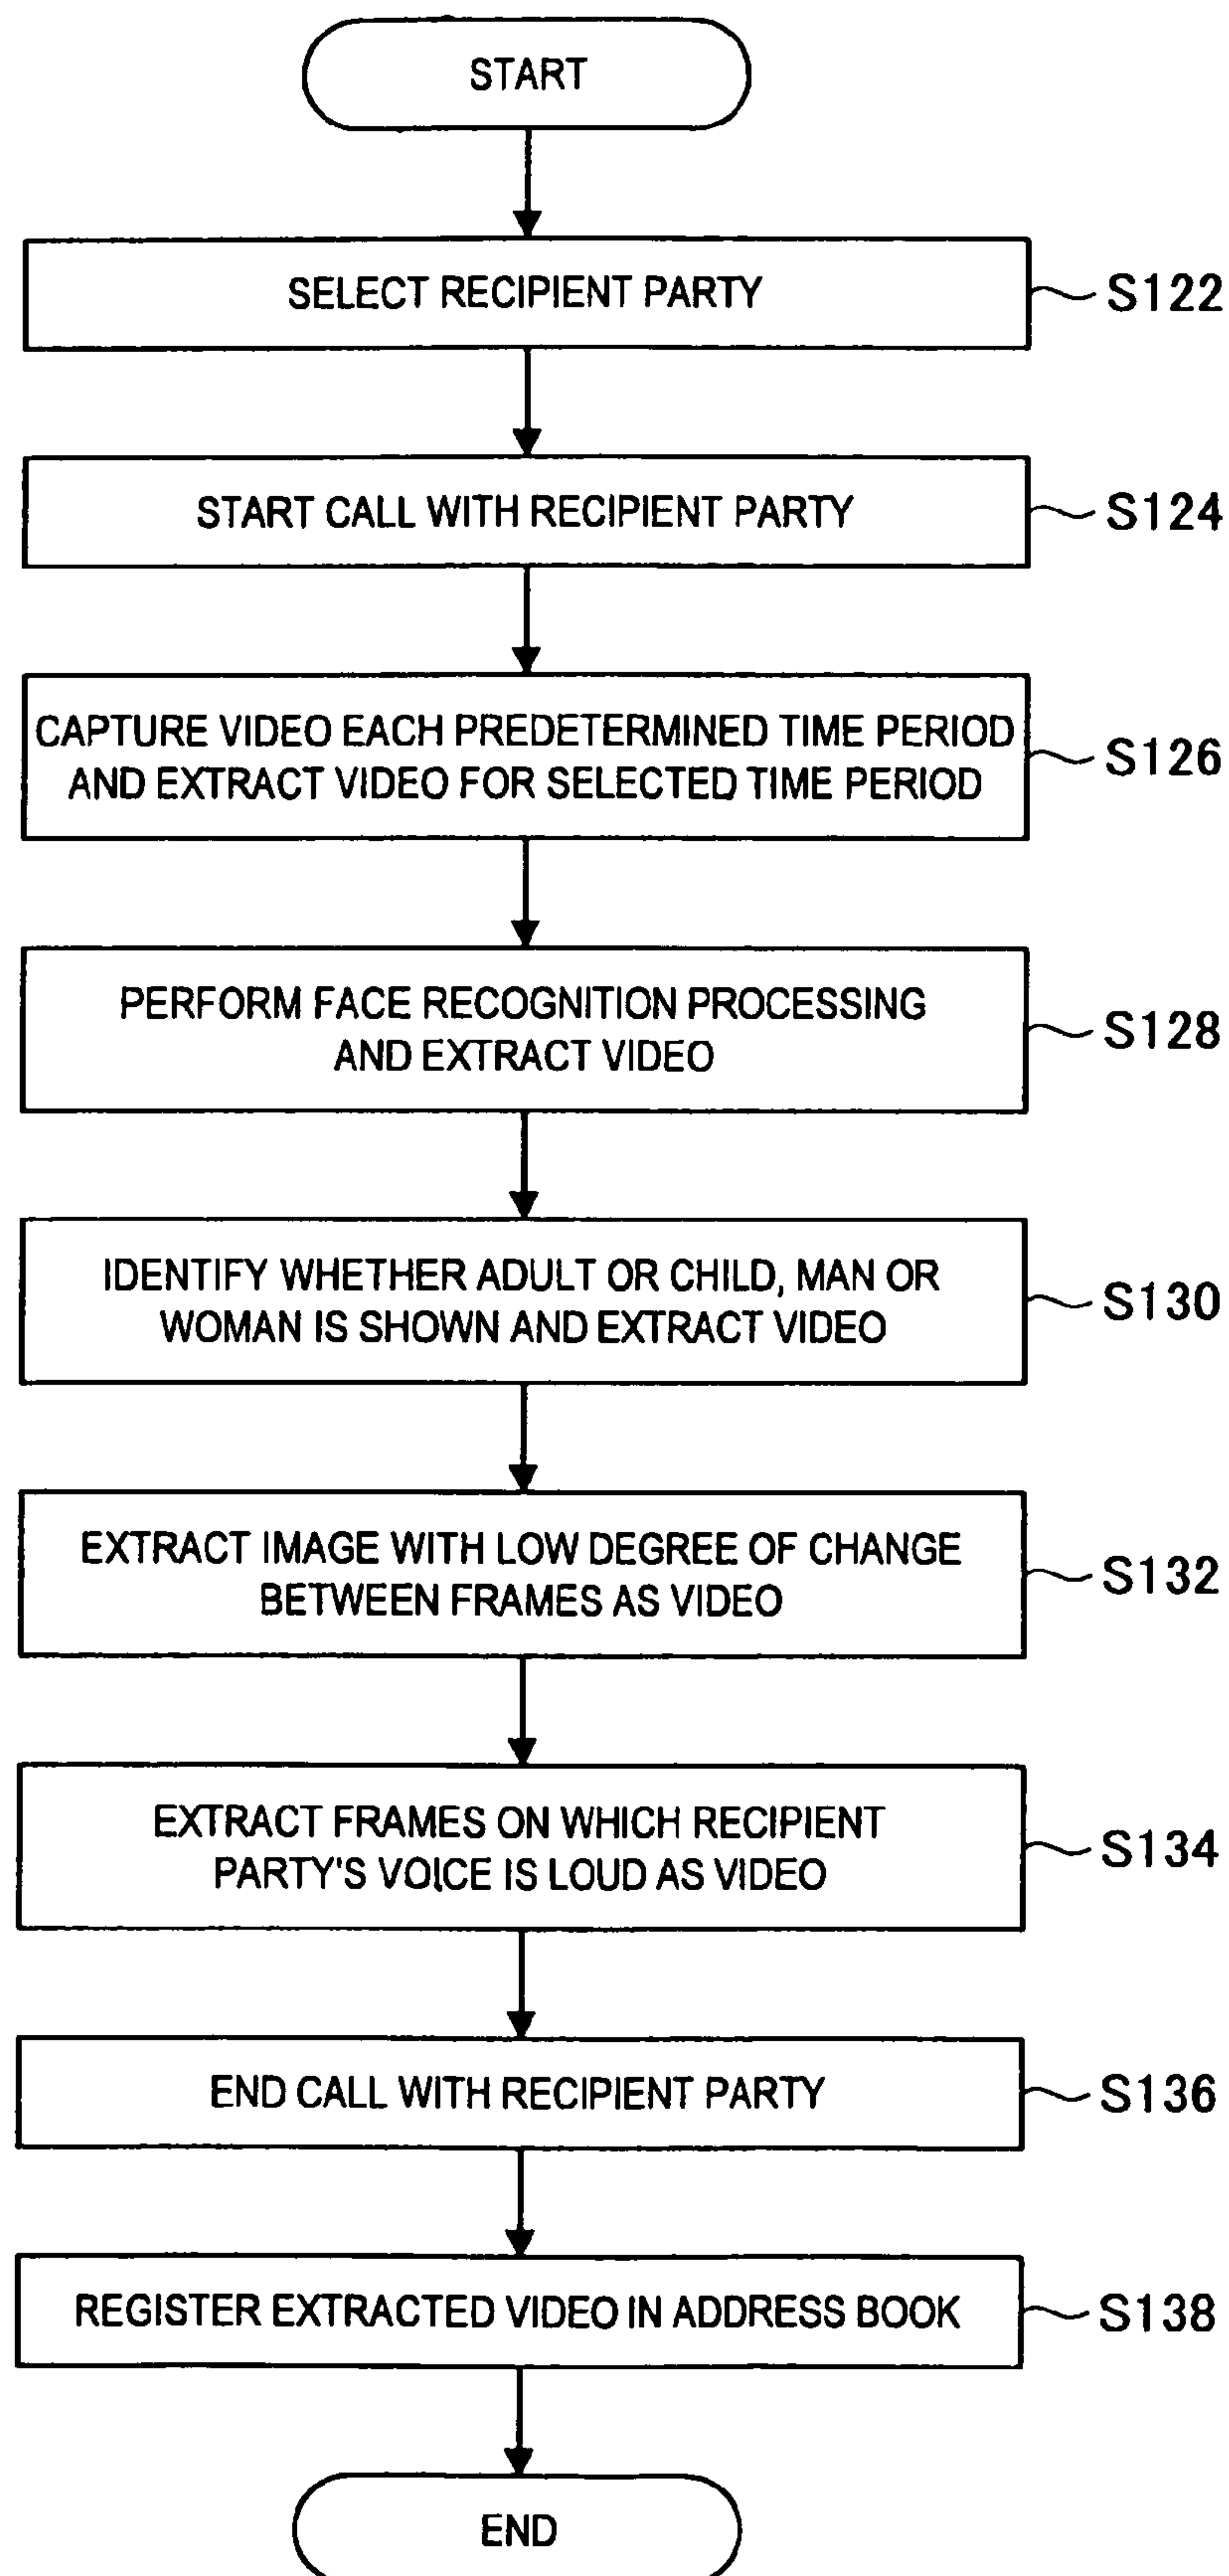 START
SELECT RECIPIENT PARTY
S122
START CALL WITH RECIPIENT PARTY
S124
CAPTURE VIDEO EACH PREDETERMINED TIME PERIOD
AND EXTRACT VIDEO FOR SELECTED TIME PERIOD
S126
PERFORM FACE RECOGNITION PROCESSING
AND EXTRACT VIDEO
S128
IDENTIFY WHETHER ADULT OR CHILD, MAN OR
WOMAN IS SHOWN AND EXTRACT VIDEO
S130
EXTRACT IMAGE WITH LOW DEGREE OF CHANGE
BETWEEN FRAMES AS VIDEO
S132
EXTRACT FRAMES ON WHICH RECIPIENT
PARTY'S VOICE IS LOUD AS VIDEO
S134
END CALL WITH RECIPIENT PARTY
S136
REGISTER EXTRACTED VIDEO IN ADDRESS BOOK
S138
END